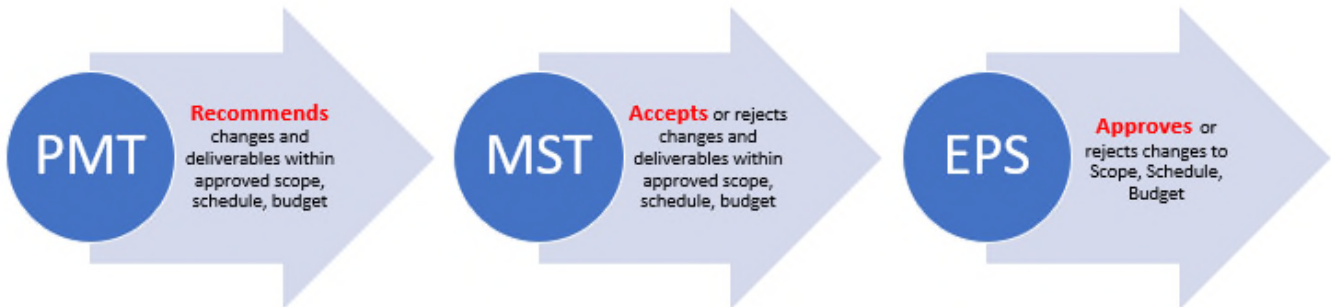 PMT
Recommends
changes and
deliverables within
approved scope,
schedule, budget
MST
Accepts or rejects
changes and
deliverables within
approved scope,
schedule, budget
EPS
Approves or
rejects changes to
Scope, Schedule,
Budget